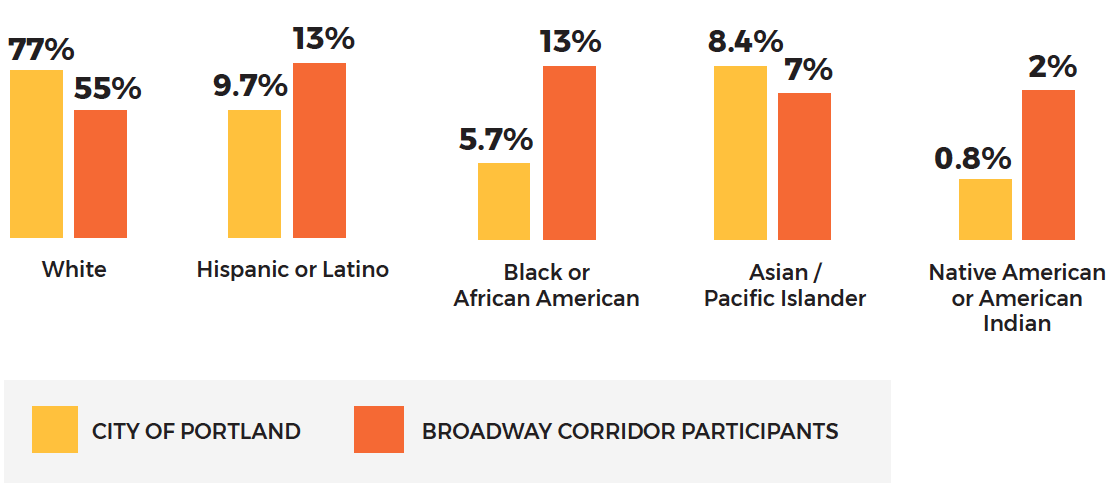 77%
55%
White
9.7%
13%
Hispanic or Latino
5.7%
13%
Black or
African American
8.4%
7%
Asian /
Pacific Islander
0.8%
2%
Native American
or American
Indian
CITY OF PORTLAND
BROADWAY CORRIDOR PARTICIPANTS